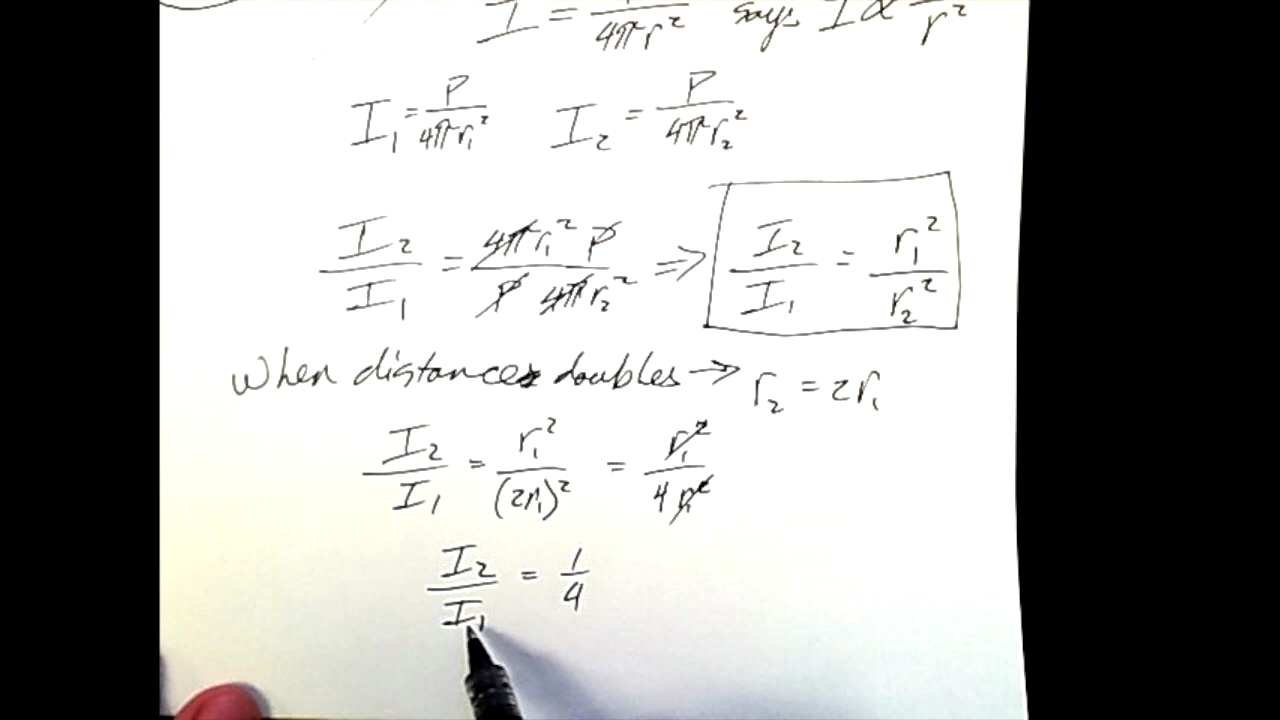 I = P/4πr² says I ∝ 1/r²
I₁ = P/4πr₁² I₂ = P/4πr₂²
I₂/I₁ = 4πr₁² P/P 4πr₂² ⇒ I₂/I₁ = r₁²/r₂²
When distances doubles → r₂ = 2r₁
I₂/I₁ = r₁²/(2r₁)² = r₁²/4r₁²
I₂/I₁ = 1/4